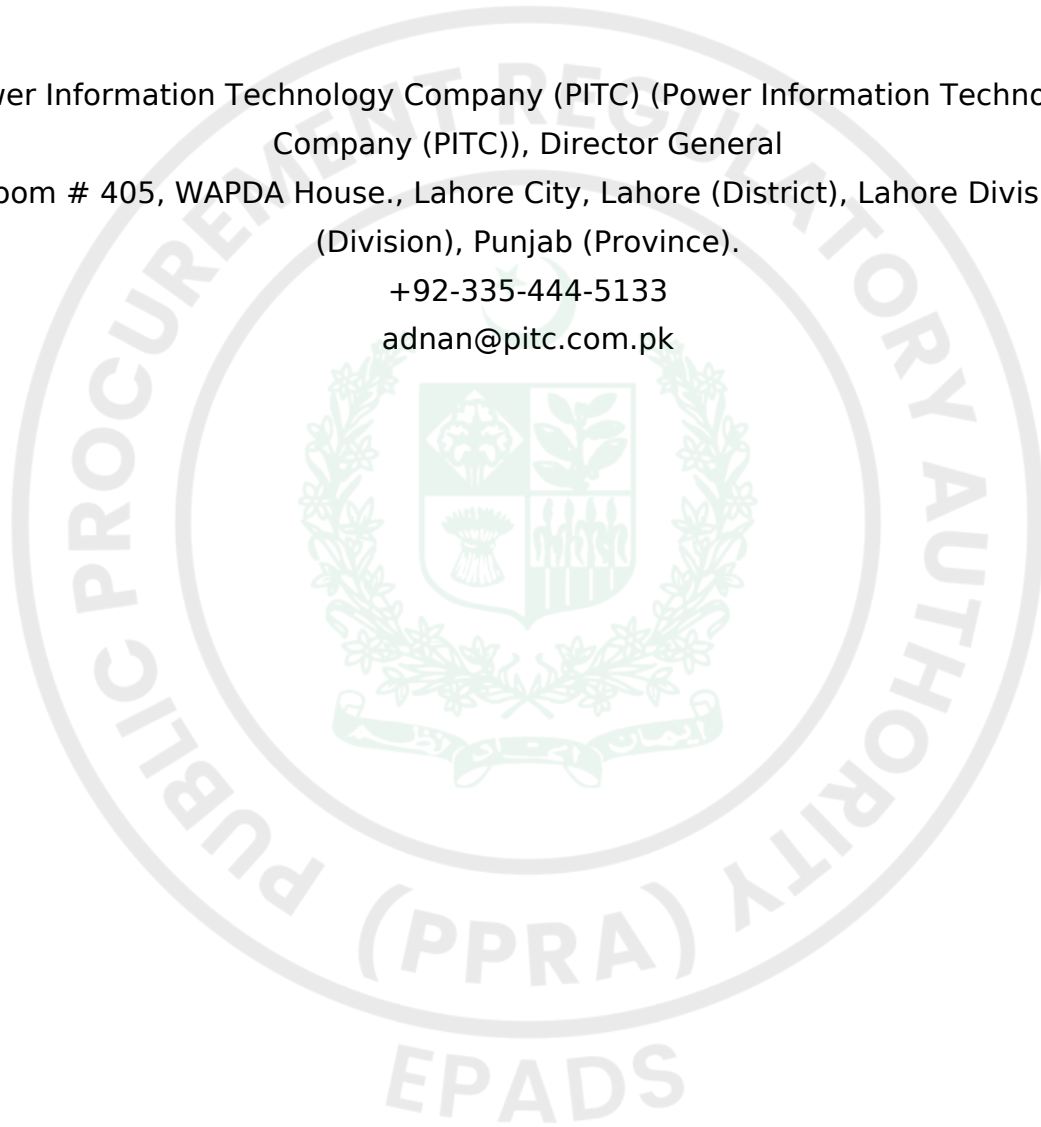 wer Information Technology Company (PITC) (Power Information Techno
Company (PITC)), Director General
oom # 405, WAPDA House., Lahore City, Lahore (District), Lahore Divis
(Division), Punjab (Province).
+92-335-444-5133
adnan@pitc.com.pk
PUBLIC PROCUREMENT REGULATORY AUTHORITY
(PPRA)
EPADS